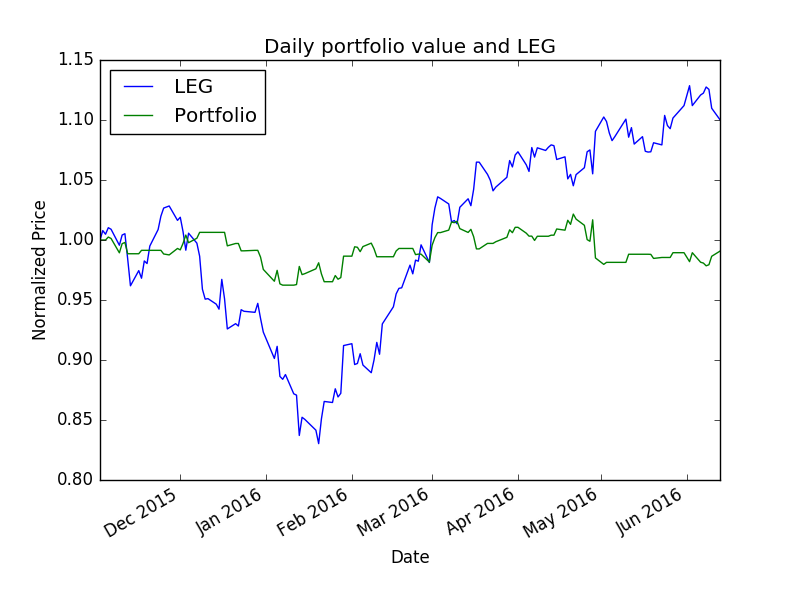 Daily portfolio value and LEG
LEG
Portfolio
1.15
1.10
1.05
1.00
0.95
0.90
0.85
0.80
Normalized Price
Dec 2015
Jan 2016
Feb 2016
Mar 2016
Apr 2016
May 2016
Jun 2016
Date